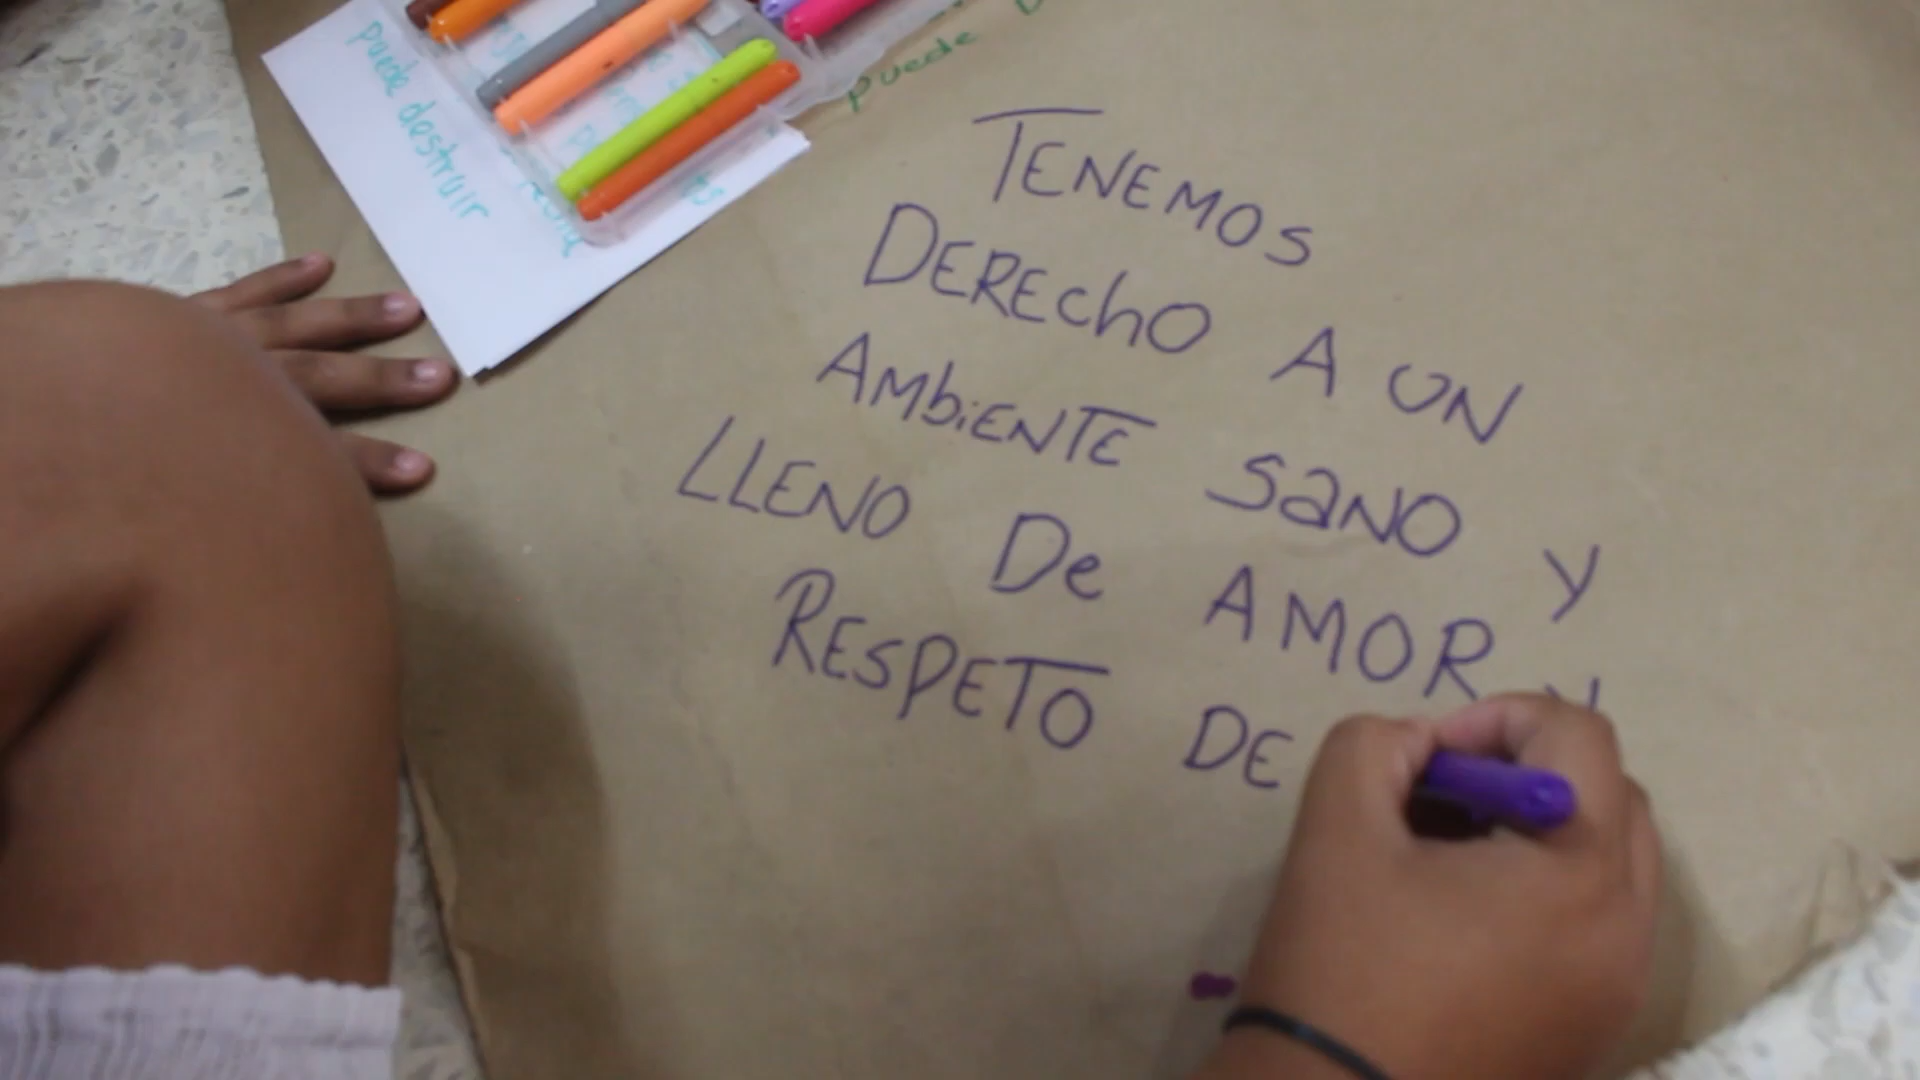 puede destruir
puede
TENEMOS
DERECHO A UN
AMBIENTE SANO Y
LLENO De AMOR Y
RESPETO DE